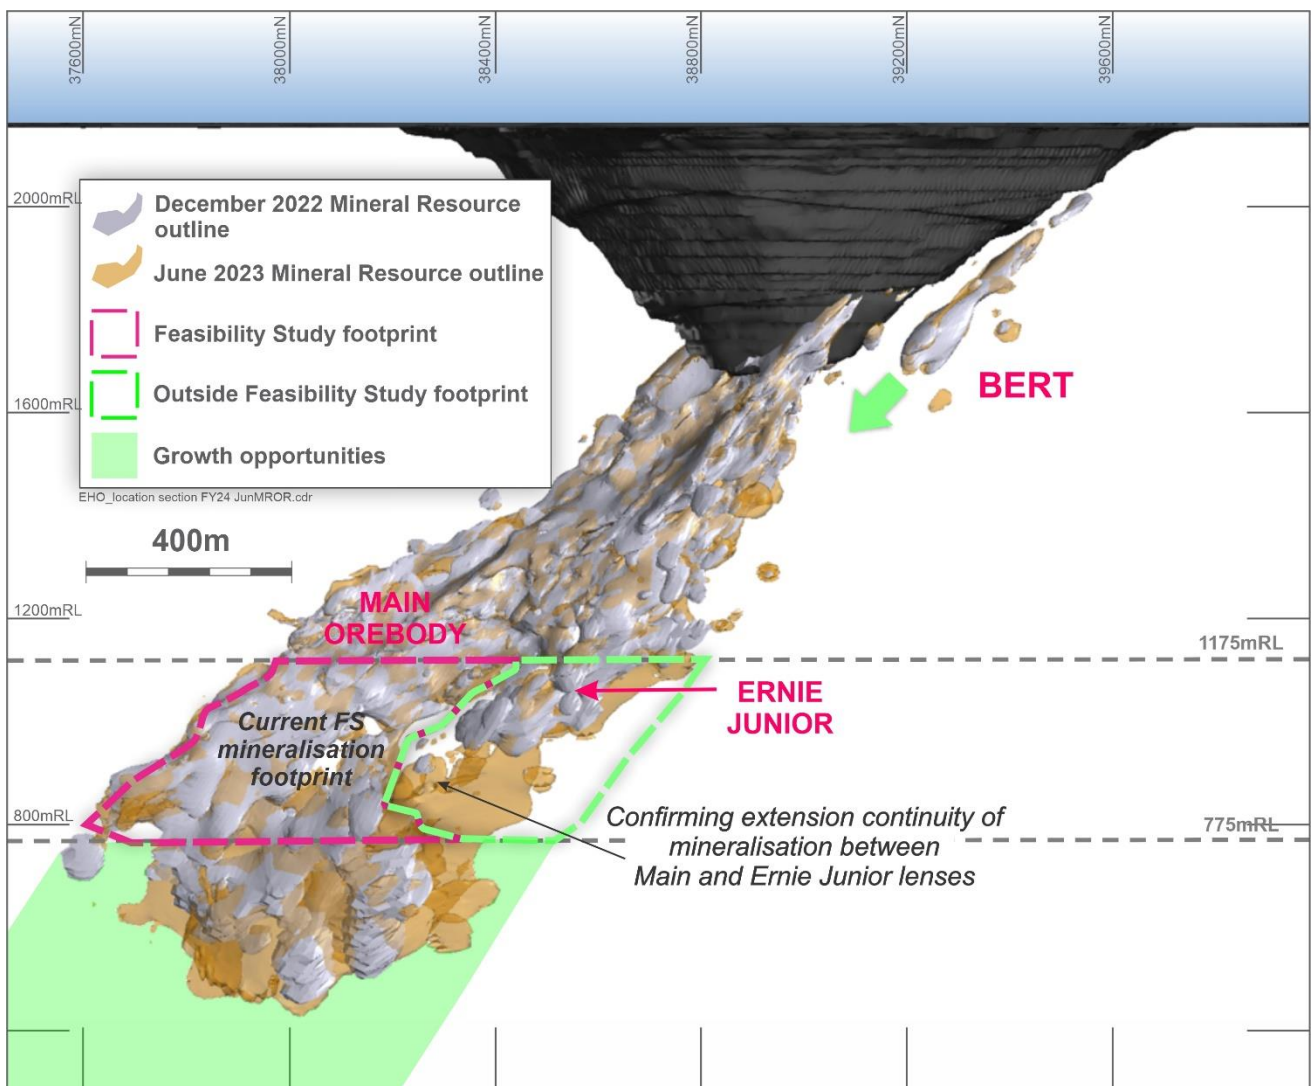 37600mN
38000mN
38400mN
38800mN
39200mN
39600mN
2000mRL
December 2022 Mineral Resource
outline
June 2023 Mineral Resource outline
Feasibility Study footprint
Outside Feasibility Study footprint
Growth opportunities
EHO_location section FY24 JunMROR.cdr
1600mRL
BERT
400m
1200mRL
MAIN
OREBODY
1175mRL
ERNIE
JUNIOR
Current FS
mineralisation
footprint
800mRL
775mRL
Confirming extension continuity of
mineralisation between
Main and Ernie Junior lenses